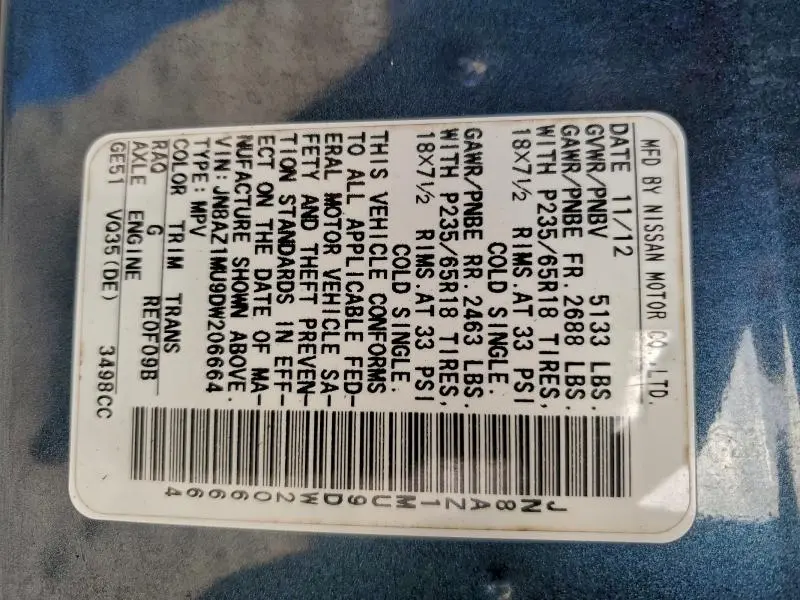 MFD BY NISSAN MOTOR CO.,LTD.
DATE 11/12
GVWR/PNBV 5133 LBS.
GAWR/PNBE FR. 2688 LBS.
WITH P235/65R18 TIRES,
18X7½ RIMS.AT 33 PSI
COLD SINGLE.
GAWR/PNBE RR. 2463 LBS.
WITH P235/65R18 TIRES,
18X7½ RIMS.AT 33 PSI
COLD SINGLE.
THIS VEHICLE CONFORMS
TO ALL APPLICABLE FED-
ERAL MOTOR VEHICLE SA-
FETY AND THEFT PREVEN-
TION STANDARDS IN EFF-
ECT ON THE DATE OF MA-
NUFACTURE SHOWN ABOVE.
VIN:JN8AZ1MU9DW206664
TYPE:MPV
COLOR TRIM TRANS
RAQ G RE0F09B
AXLE ENGINE
GE51 VQ35(DE) 3498CC
JN8AZ1MU9DW206664